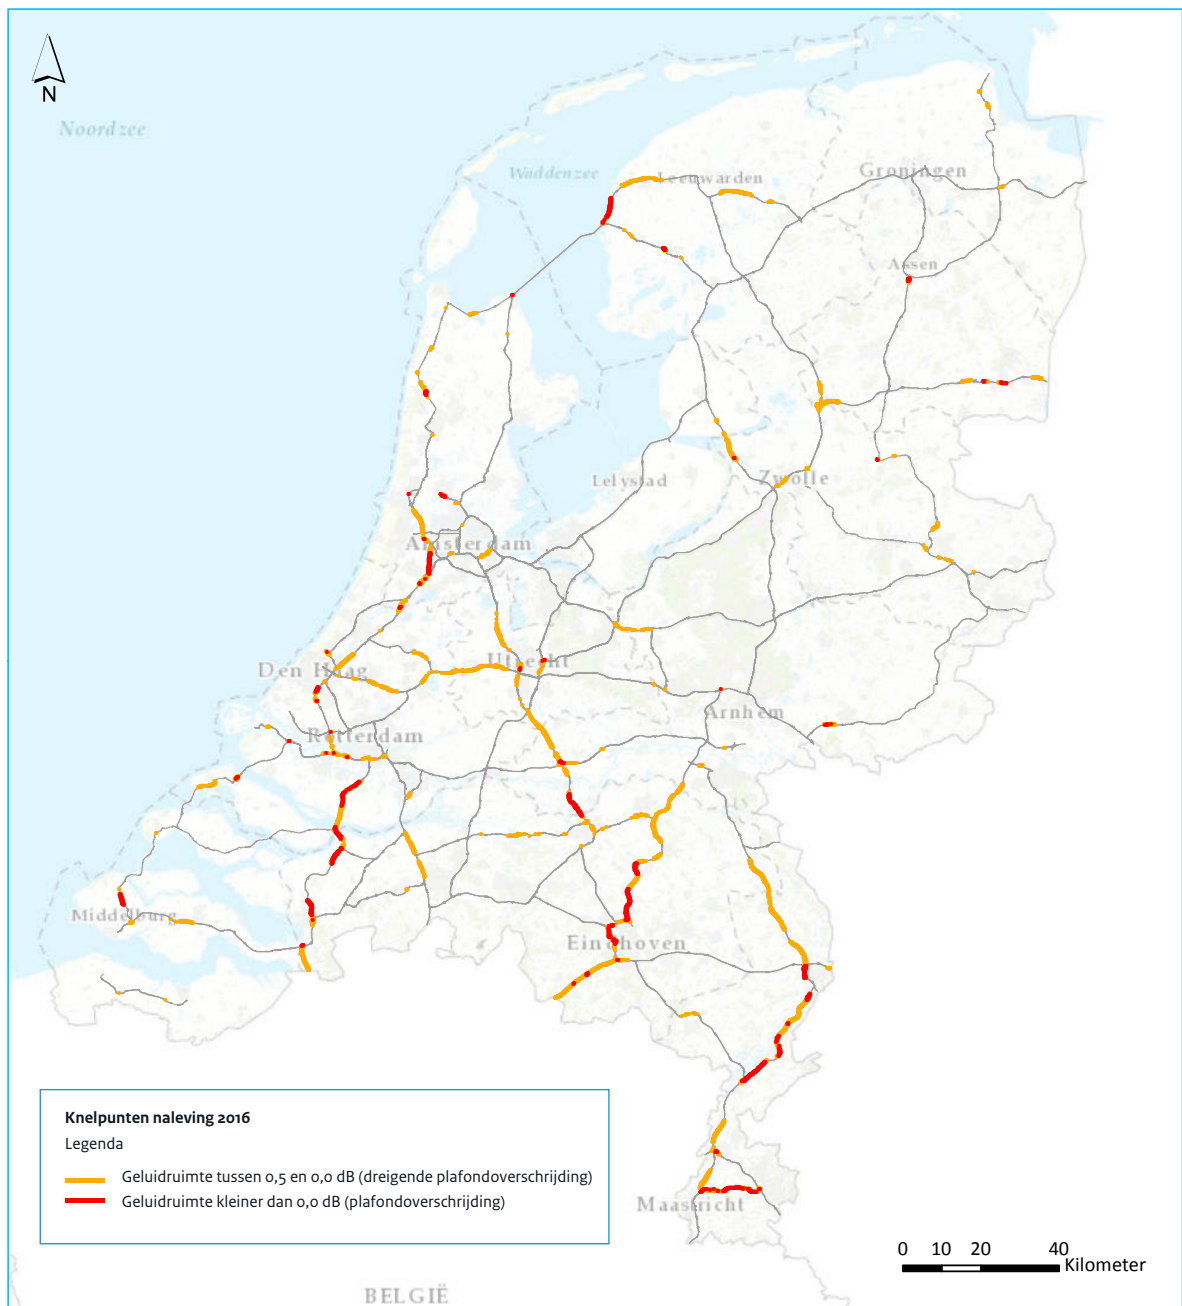 N
Noordzee
Waddenzee
Leeuwarden
Groningen
Assen
Lelystad
Zwolle
Amsterdam
Den Haag
Utrecht
Arnhem
Rotterdam
Middelburg
Eindhoven
Knelpunten naleving 2016
Legenda
Geluidruimte tussen 0,5 en 0,0 dB (dreigende plafondoverschrijding)
Geluidruimte kleiner dan 0,0 dB (plafondoverschrijding)
Maastricht
0 10 20 40
Kilometer
BELGIË